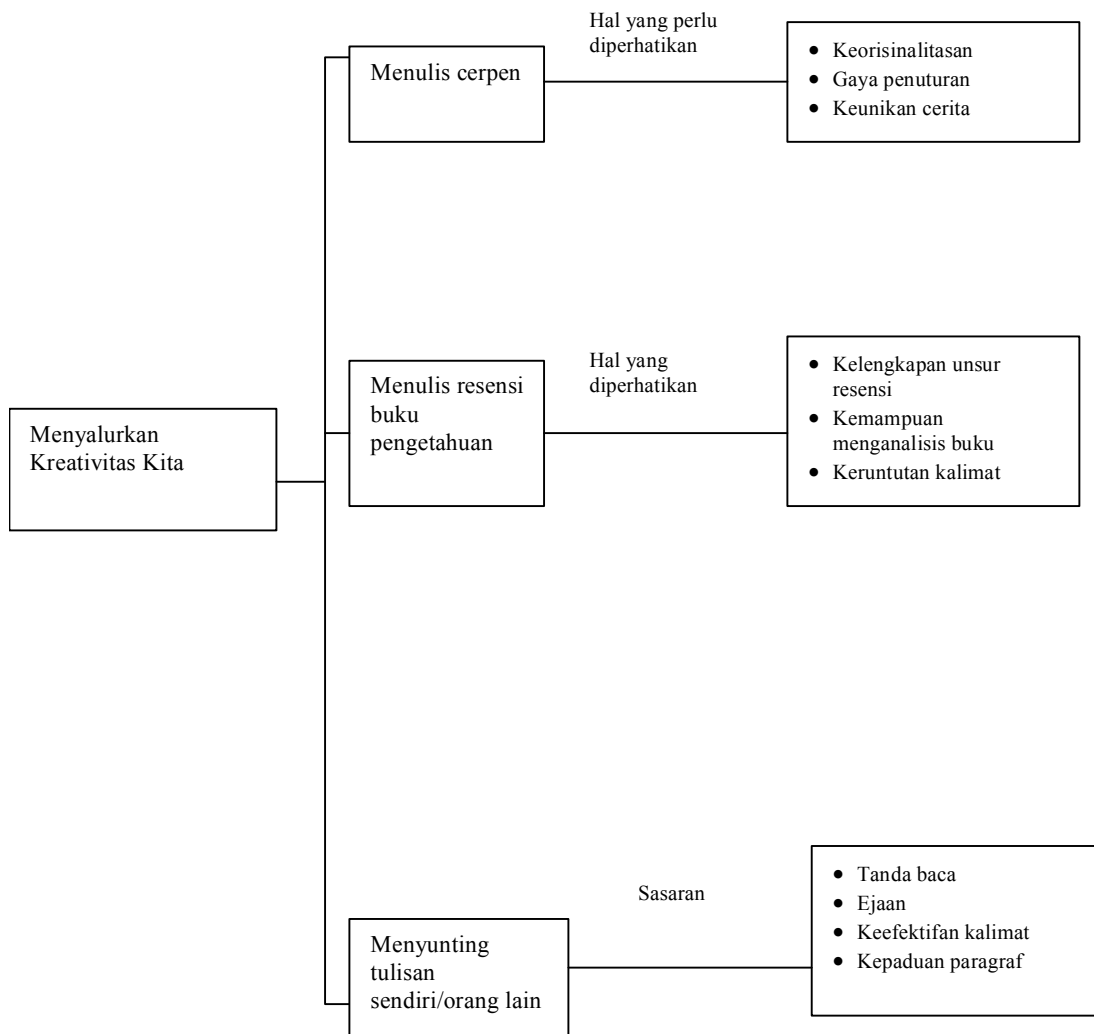 Hal yang perlu
diperhatikan
Menulis cerpen
• Keorisinalitasan
• Gaya penuturan
• Keunikan cerita
Menyalurkan
Kreativitas Kita
Menulis resensi
buku
pengetahuan
Hal yang
diperhatikan
• Kelengkapan unsur
resensi
• Kemampuan
menganalisis buku
• Keruntutan kalimat
Menyunting
tulisan
sendiri/orang lain
Sasaran
• Tanda baca
• Ejaan
• Keefektifan kalimat
• Kepaduan paragraf